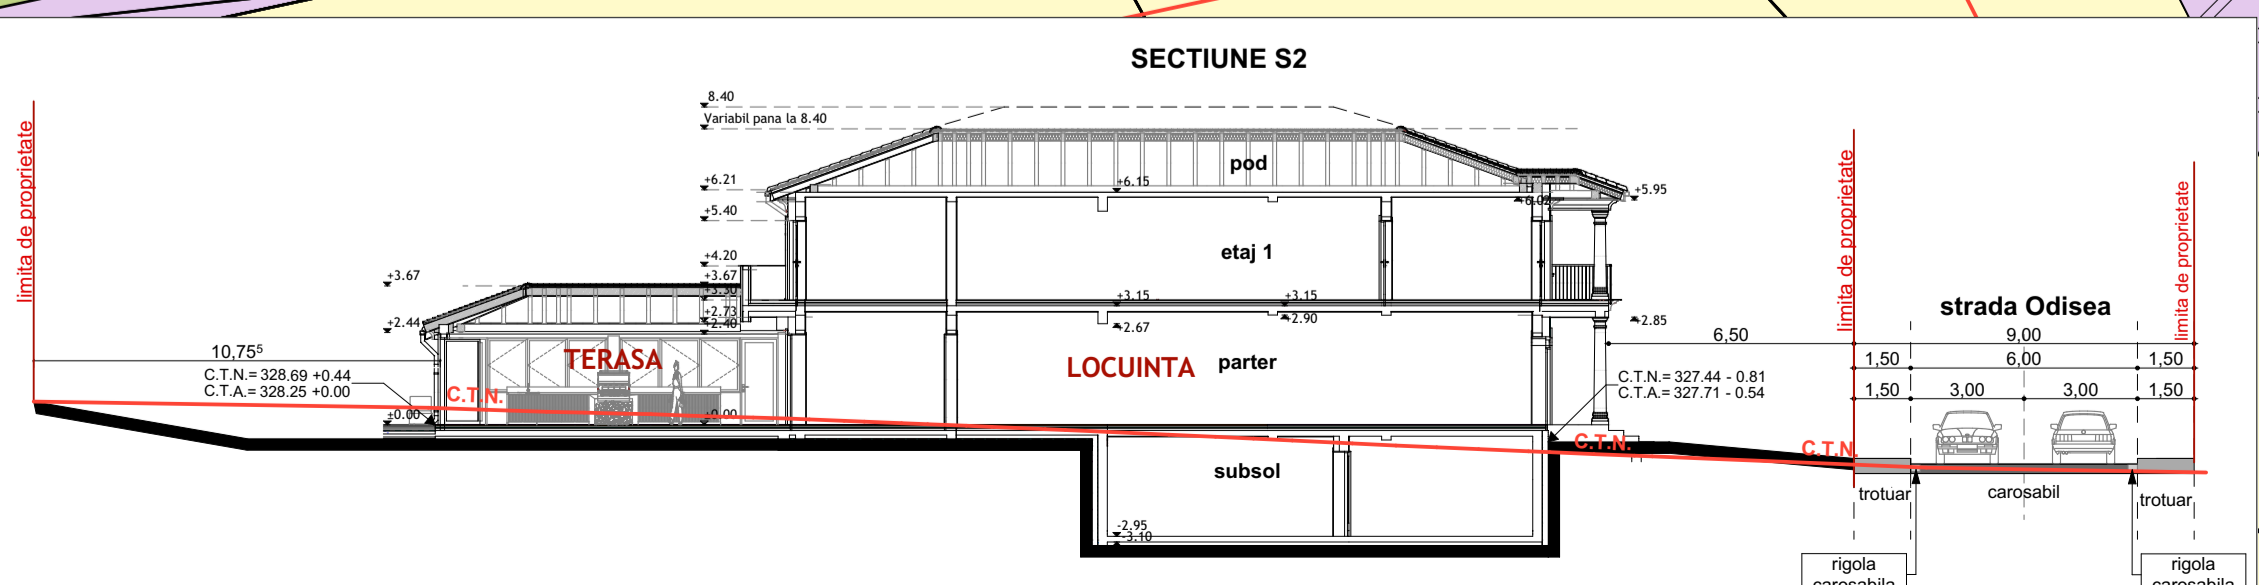 SECTIUNE S2
8.40
Variabil pana la 8.40
pod
+6.21
+6.15
+5.95
+6.02
+5.40
etaj 1
+4.20
+3.67
+3.67
+3.30
+3.15
+3.15
+2.73
+2.44
+2.40
+2.67
+2.90
+2.85
limita de proprietate
limita de proprietate
limita de proprietate
strada Odisea
10,75⁵
6,50
9,00
1,50
6,00
1,50
1,50
3,00
3,00
1,50
TERASA
LOCUINTA
parter
C.T.N.= 328.69 +0.44
C.T.A.= 328.25 +0.00
C.T.N.= 327.44 - 0.81
C.T.A.= 327.71 - 0.54
C.T.N.
±0.00
±0.00
C.T.N.
C.T.N.
subsol
-2.95
-3.10
trotuar
carosabil
trotuar
rigola
carosabila
rigola
carosabila